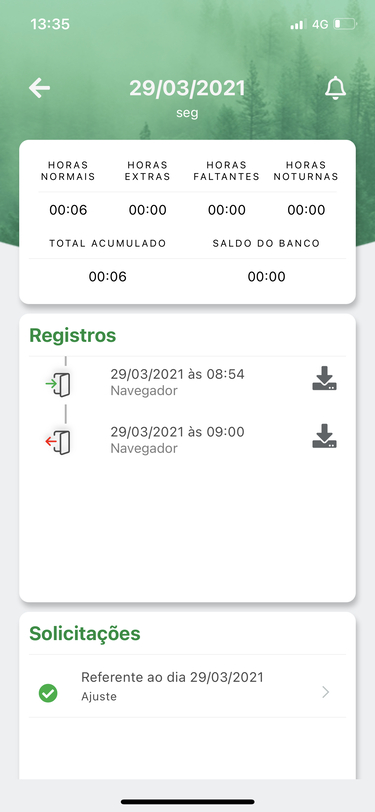 13:35 4G
29/03/2021
seg
HORAS NORMAIS
HORAS EXTRAS
HORAS FALTANTES
HORAS NOTURNAS
00:06 00:00 00:00 00:00
TOTAL ACUMULADO SALDO DO BANCO
00:06 00:00
Registros
29/03/2021 às 08:54
Navegador
29/03/2021 às 09:00
Navegador
Solicitações
Referente ao dia 29/03/2021
Ajuste